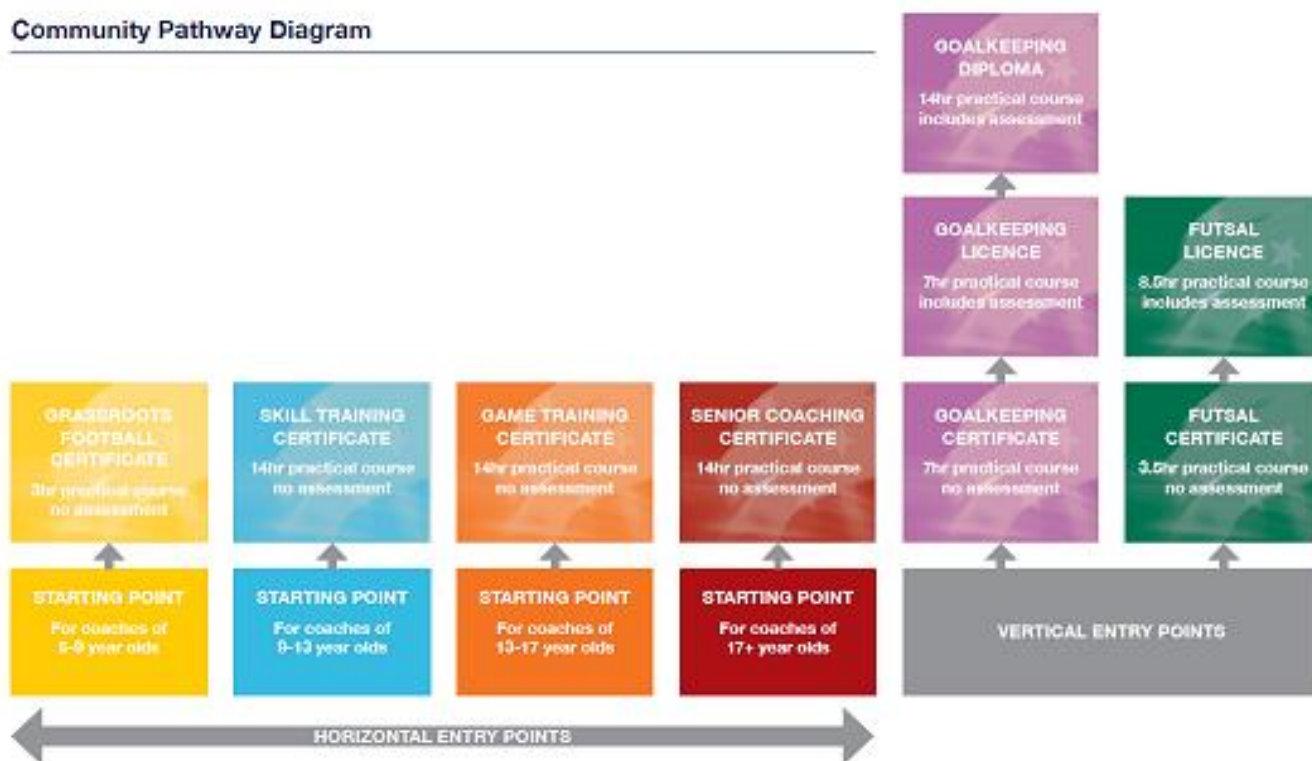 Community Pathway Diagram
GOALKEEPING
DIPLOMA
14hr practical course
includes assessment
GOALKEEPING
LICENCE
7hr practical course
includes assessment
FUTSAL
LICENCE
8.5hr practical course
includes assessment
GRASSROOTS
FOOTBALL
CERTIFICATE
3hr practical course
no assessment
SKILL TRAINING
CERTIFICATE
14hr practical course
no assessment
GAME TRAINING
CERTIFICATE
14hr practical course
no assessment
SENIOR COACHING
CERTIFICATE
14hr practical course
no assessment
GOALKEEPING
CERTIFICATE
7hr practical course
no assessment
FUTSAL
CERTIFICATE
3.5hr practical course
no assessment
STARTING POINT
For coaches of
year olds
STARTING POINT
For coaches of
9-13 year olds
STARTING POINT
For coaches of
13-17 year olds
STARTING POINT
For coaches of
17+ year olds
VERTICAL ENTRY POINTS
HORIZONTAL ENTRY POINTS